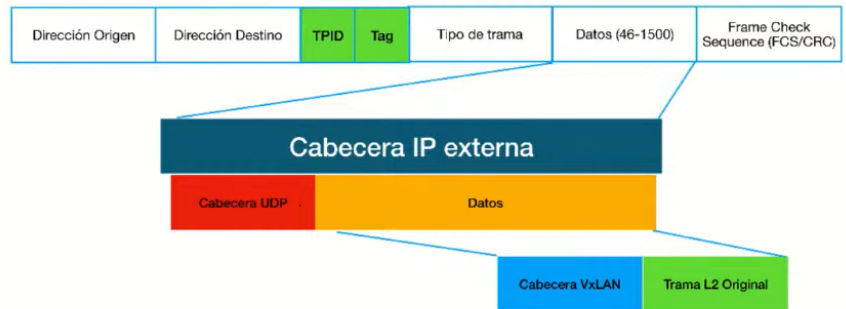 Dirección Origen
Dirección Destino
TPID
Tag
Tipo de trama
Datos (46-1500)
Frame Check
Sequence (FCS/CRC)
Cabecera IP externa
Cabecera UDP
Datos
Cabecera VxLAN
Trama L2 Original